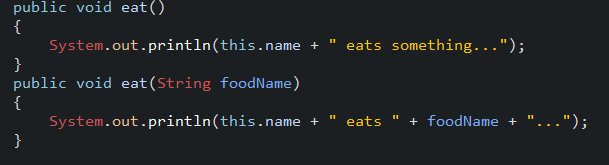 public void eat()
{
    System.out.println(this.name + " eats something...");
}
public void eat(String foodName)
{
    System.out.println(this.name + " eats " + foodName + "...");
}